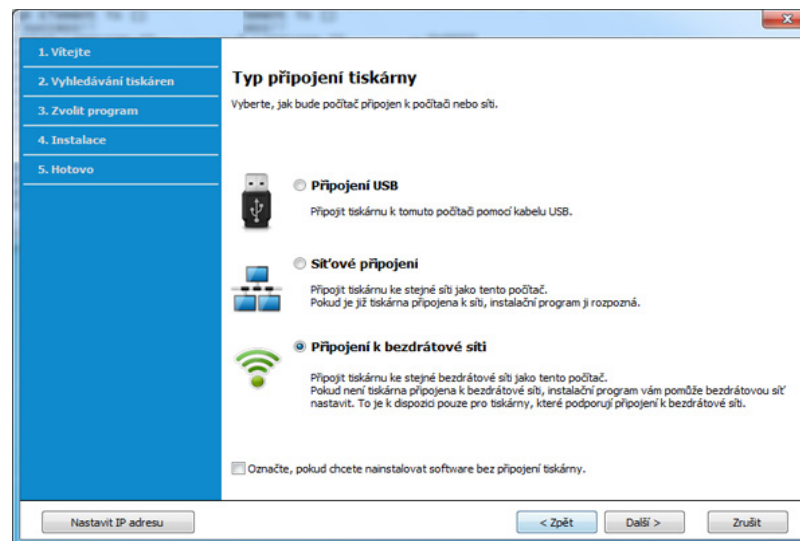 1. Vítejte
2. Vyhledávání tiskáren
3. Zvolit program
4. Instalace
5. Hotovo
Typ připojení tiskárny
Vyberte, jak bude počítač připojen k počítači nebo síti.
Připojení USB
Připojit tiskárnu k tomuto počítači pomocí kabelu USB.
Síťové připojení
Připojit tiskárnu ke stejné síti jako tento počítač.
Pokud je již tiskárna připojena k síti, instalační program ji rozpozná.
Připojení k bezdrátové síti
Připojit tiskárnu ke stejné bezdrátové síti jako tento počítač.
Pokud není tiskárna připojena k bezdrátové síti, instalační program vám pomůže bezdrátovou síť
nastavit. To je k dispozici pouze pro tiskárny, které podporují připojení k bezdrátové síti.
Označte, pokud chcete nainstalovat software bez připojení tiskárny.
Nastavit IP adresu
< Zpět
Další >
Zrušit